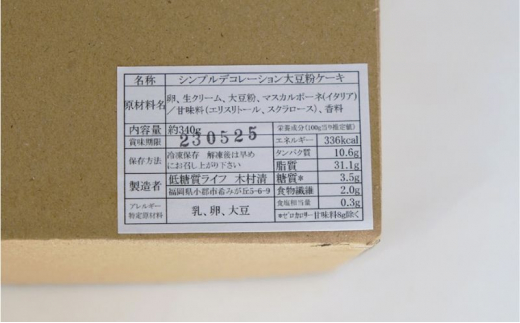 名称 シンプルデコレーション大豆粉ケーキ
原材料名 卵、生クリーム、大豆粉、マスカルポーネ(イタリア)
／甘味料(エリスリトール、スクラロース)、香料
内容量 約340g
賞味期限 230525
保存方法 冷凍保存 解凍後は早め
にお召し上がり下さい
製造者 低糖質ライフ 木村清
福岡県小郡市希みが丘5-6-9
アレルギー
特定原材料 乳、卵、大豆
栄養成分(100g当り推定値)
エネルギー 336kcal
タンパク質 10.6g
脂質 31.1g
糖質* 3.5g
食物繊維 2.0g
食塩相当量 0.3g
*ゼロカロリー甘味料8g除く